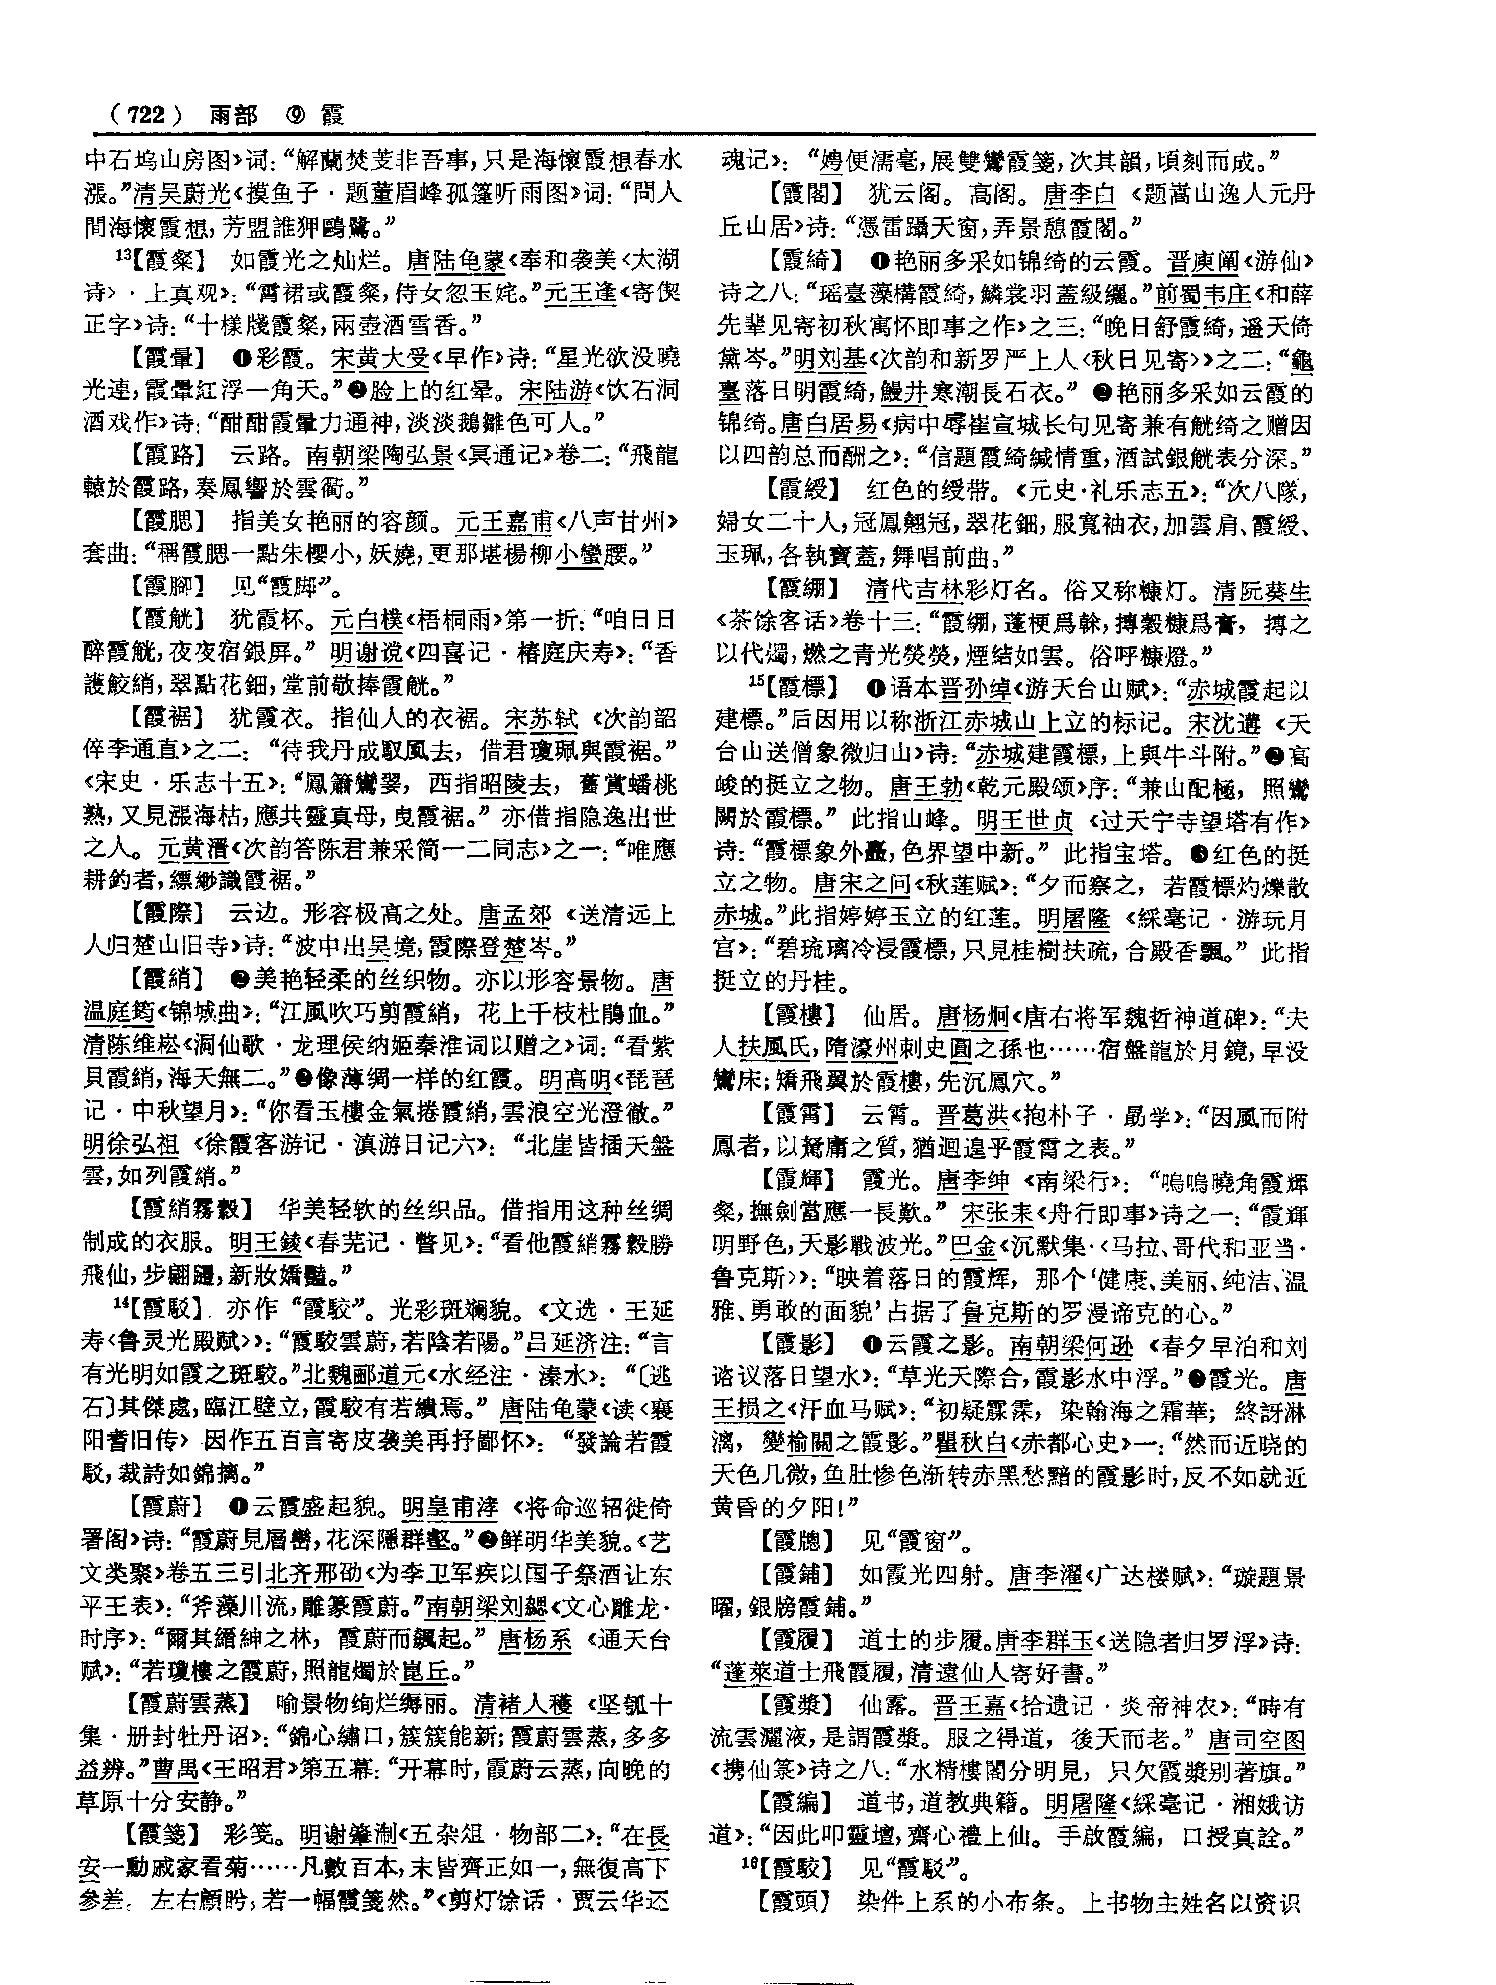 （722） 雨部 ⑨ 霞
中石坞山房图》词：“解蘭焚芰非吾事，只是海懷霞想春水
漲。”清吴蔚光《摸鱼子·题董眉峰孤篷听雨图》词：“問人
間海懷霞想，芳盟誰狎鷗鷺。”
13【霞粲】 如霞光之灿烂。唐陆龟蒙《奉和袭美〈太湖
诗〉·上真观》：“霄裙或霞粲，侍女忽玉姹。”元王逢《寄偰
正字》诗：“十樣牋霞粲，兩壺酒雪香。”
【霞暈】 ❶彩霞。宋黄大受《早作》诗：“星光欲没曉
光連，霞暈紅浮一角天。”❷脸上的红晕。宋陆游《饮石洞
酒戏作》诗：“酣酣霞暈力通神，淡淡鵝雛色可人。”
【霞路】 云路。南朝梁陶弘景《冥通记》卷二：“飛龍
轅於霞路，奏鳳響於雲衢。”
【霞腮】 指美女艳丽的容颜。元王嘉甫《八声甘州》
套曲：“稱霞腮一點朱櫻小，妖嬈，更那堪楊柳小蠻腰。”
【霞脚】 见“霞脚”。
【霞觥】 犹霞杯。元白樸《梧桐雨》第一折：“咱日日
醉霞觥，夜夜宿銀屏。” 明谢谠《四喜记·椿庭庆寿》：“香
謢鮫綃，翠點花鈿，堂前敬捧霞觥。”
【霞裾】 犹霞衣。指仙人的衣裾。宋苏轼《次韵韶
倅李通直》之二：“待我丹成馭風去，借君瓊珮與霞裾。”
《宋史·乐志十五》：“鳳簫鸞翣，西指昭陵去，舊賞蟠桃
熟，又見漲海枯，應共靈真母，曳霞裾。” 亦借指隐逸出世
之人。元黄溍《次韵答陈君兼采简一二同志》之一：“唯應
耕釣者，縹緲識霞裾。”
【霞際】 云边。形容极高之处。唐孟郊《送清远上
人归楚山旧寺》诗：“波中出吴境，霞際登楚岑。”
【霞綃】 ❷美艳轻柔的丝织物。亦以形容景物。唐
温庭筠《锦城曲》：“江風吹巧剪霞綃，花上千枝杜鵑血。”
清陈维崧《洞仙歌·龙理侯纳姬秦淮词以赠之》词：“看紫
貝霞綃，海天無二。”❷像薄绸一样的红霞。明高明《琵琶
记·中秋望月》：“你看玉樓金氣捲霞綃，雲浪空光澄徹。”
明徐弘祖《徐霞客游记·滇游日记六》：“北崖皆插天盤
雲，如列霞綃。”
【霞綃霧縠】 华美轻软的丝织品。借指用这种丝绸
制成的衣服。明王錂《春芜记·瞥见》：“看他霞綃霧縠勝
飛仙，步翩躚，新妝嬌豔。”
14【霞駁】 亦作“霞駮”。光彩斑斓貌。《文选·王延
寿〈鲁灵光殿赋〉》：“霞駮雲蔚，若陰若陽。”吕延济注：“言
有光明如霞之斑駮。”北魏郦道元《水经注·溱水》：“〔逃
石〕其傑處，臨江壁立，霞駮有若繢焉。” 唐陆龟蒙《读〈襄
阳耆旧传〉因作五百言寄皮袭美再抒鄙怀》：“發論若霞
駁，裁詩如錦摛。”
【霞蔚】 ❶云霞盛起貌。明皇甫涍《将命巡轺徙倚
署阁》诗：“霞蔚見層巒，花深隱群壑。”❷鲜明华美貌。《艺
文类聚》卷五三引北齐邢劭《为李卫军疾以国子祭酒让东
平王表》：“斧藻川流，雕篆霞蔚。”南朝梁刘勰《文心雕龙·
时序》：“爾其縉紳之林，霞蔚而飆起。” 唐杨系《通天台
赋》：“若瓊樓之霞蔚，照龍燭於崑丘。”
【霞蔚雲蒸】 喻景物绚烂缛丽。清褚人穫《坚瓠十
集·册封牡丹诏》：“錦心繡口，簇簇能新；霞蔚雲蒸，多多
益辨。”曹禺《王昭君》第五幕：“开幕时，霞蔚云蒸，向晚的
草原十分安静。”
【霞箋】 彩笺。明谢肇淛《五杂俎·物部二》：“在長
安一勳戚家看菊……凡數百本，末皆齊正如一，無復高下
參差。左右顧盻，若一幅霞箋然。”《剪灯馀话·贾云华还
魂记》：“娉便濡毫，展雙鸞霞箋，次其韻，頃刻而成。”
【霞閣】 犹云阁。高阁。唐李白《题嵩山逸人元丹
丘山居》诗：“憑雷躡天窗，弄景憩霞閣。”
【霞綺】 ❶艳丽多采如锦绮的云霞。晋庾阐《游仙》
诗之八：“瑶臺藻構霞綺，鱗裳羽蓋級纚。”前蜀韦庄《和薛
先辈见寄初秋寓怀即事之作》之三：“晚日舒霞綺，遥天倚
黛岑。”明刘基《次韵和新罗严上人〈秋日见寄〉》之二：“龜
臺落日明霞綺，鰻井寒潮長石衣。” ❷艳丽多采如云霞的
锦绮。唐白居易《病中辱崔宣城长句见寄兼有觥绮之赠因
以四韵总而酬之》：“信題霞綺緘情重，酒試銀觥表分深。”
【霞綬】 红色的绶带。《元史·礼乐志五》：“次八隊，
婦女二十人，冠鳳翹冠，翠花鈿，服寬袖衣，加雲肩、霞綬、
玉珮，各執寶蓋，舞唱前曲。”
【霞綳】 清代吉林彩灯名。俗又称糠灯。清阮葵生
《茶馀客话》卷十三：“霞綳，蓬梗爲幹，摶穀糠爲膏，摶之
以代燭，燃之青光熒熒，煙结如雲。俗呼糠燈。”
15【霞標】 ❶语本晋孙绰《游天台山赋》：“赤城霞起以
建標。”后因用以称浙江赤城山上立的标记。宋沈遘《天
台山送僧象微归山》诗：“赤城建霞標，上與牛斗附。”❷高
峻的挺立之物。唐王勃《乾元殿颂》序：“兼山配極，照鸞
闕於霞標。” 此指山峰。明王世贞《过天宁寺望塔有作》
诗：“霞標象外矗，色界望中新。” 此指宝塔。❸红色的挺
立之物。唐宋之问《秋莲赋》：“夕而察之，若霞標灼爍散
赤城。”此指婷婷玉立的红莲。明屠隆《綵毫记·游玩月
宫》：“碧琉璃冷浸霞標，只見桂樹扶疏，合殿香飄。” 此指
挺立的丹桂。
【霞樓】 仙居。唐杨炯《唐右将军魏哲神道碑》：“夫
人扶風氏，隋濠州刺史圓之孫也……宿盤龍於月鏡，早没
鸞床；矯飛翼於霞樓，先沉鳳穴。”
【霞霄】 云霄。晋葛洪《抱朴子·勗学》：“因風而附
鳳者，以駑庸之質，猶迴遑乎霞霄之表。”
【霞輝】 霞光。唐李绅《南梁行》：“嗚嗚曉角霞輝
粲，撫劍當應一長歎。” 宋张耒《舟行即事》诗之一：“霞輝
明野色，天影戰波光。”巴金《沉默集·〈马拉、哥代和亚当·
鲁克斯〉》：“映着落日的霞辉，那个‘健康、美丽、纯洁、温
雅、勇敢的面貌’占据了鲁克斯的罗漫谛克的心。”
【霞影】 ❶云霞之影。南朝梁何逊《春夕早泊和刘
谘议落日望水》：“草光天際合，霞影水中浮。”❷霞光。唐
王损之《汗血马赋》：“初疑霡霂，染翰海之霜華；終訝淋
漓，變榆關之霞影。”瞿秋白《赤都心史》一：“然而近晓的
天色几微，鱼肚惨色渐转赤黑愁黯的霞影时，反不如就近
黄昏的夕阳！”
【霞牕】 见“霞窗”。
【霞鋪】 如霞光四射。唐李濯《广达楼赋》：“璇題景
曜，銀牓霞鋪。”
【霞履】 道士的步履。唐李群玉《送隐者归罗浮》诗：
“蓬萊道士飛霞履，清遠仙人寄好書。”
【霞漿】 仙露。晋王嘉《拾遗记·炎帝神农》：“時有
流雲灑液，是謂霞漿。服之得道，後天而老。” 唐司空图
《携仙箓》诗之八：“水精樓閣分明見，只欠霞漿别著旗。”
【霞編】 道书，道教典籍。明屠隆《綵毫记·湘娥访
道》：“因此叩靈壇，齋心禮上仙。手啟霞編，口授真詮。”
16【霞駮】 见“霞駁”。
【霞頭】 染件上系的小布条。上书物主姓名以资识